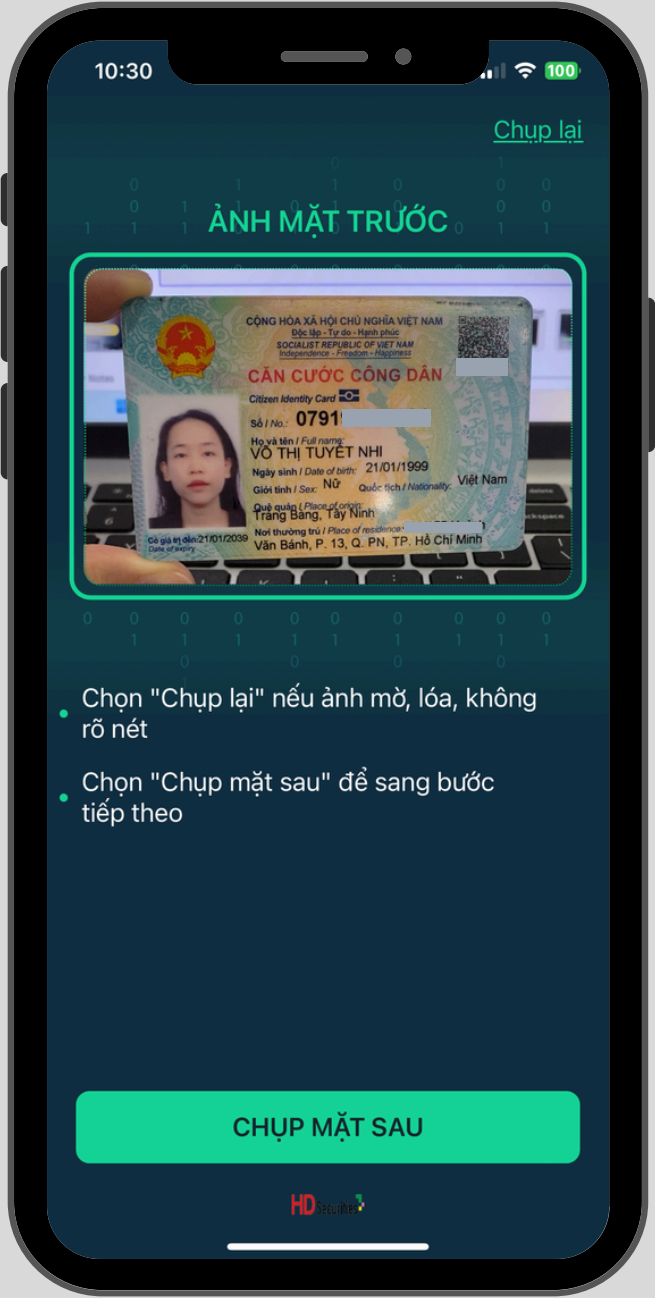 10:30
100
Chụp lại
ẢNH MẶT TRƯỚC
CỘNG HÒA XÃ HỘI CHỦ NGHĨA VIỆT NAM
Độc lập - Tự do - Hạnh phúc
SOCIALIST REPUBLIC OF VIET NAM
Independence - Freedom - Happiness
CĂN CƯỚC CÔNG DÂN
Citizen Identity Card
Số / No.: 0791
Họ và tên / Full name:
VÕ THỊ TUYẾT NHI
Ngày sinh / Date of birth: 21/01/1999
Giới tính / Sex: Nữ Quốc tịch / Nationality: Việt Nam
Quê quán / Place of origin:
Trảng Bàng, Tây Ninh
Nơi thường trú / Place of residence:
Văn Bánh, P. 13, Q. PN, TP. Hồ Chí Minh
Có giá trị đến: 21/01/2039
Date of expiry
Chọn "Chụp lại" nếu ảnh mờ, lóa, không
rõ nét
Chọn "Chụp mặt sau" để sang bước
tiếp theo
CHỤP MẶT SAU
HD Securities